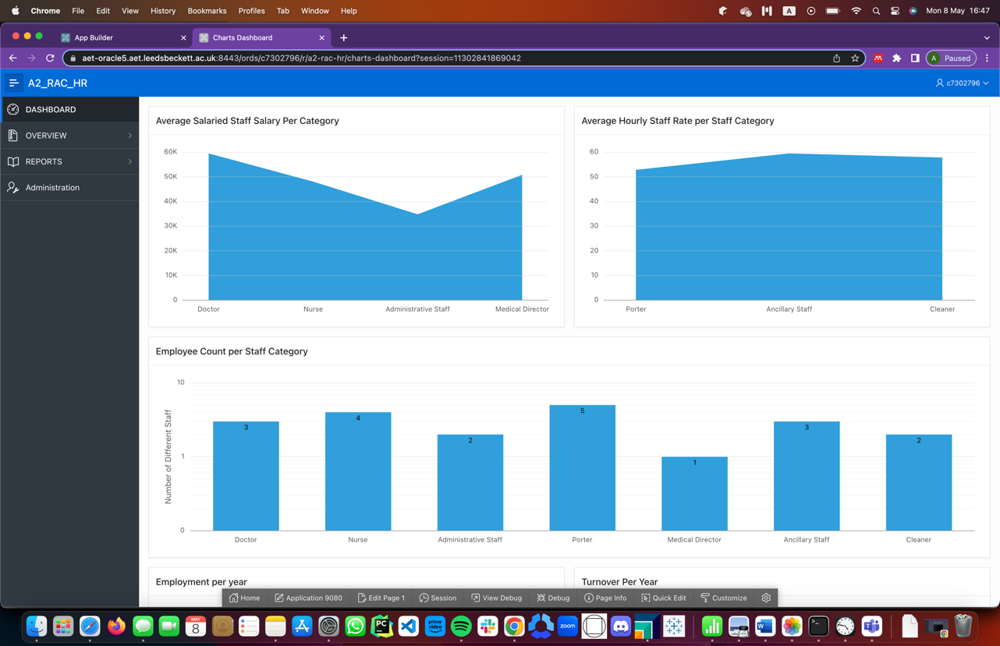 Chrome File Edit View History Bookmarks Profiles Tab Window Help A Mon 8 May 16:47
App Builder Charts Dashboard
aet-oracle5.aet.leedsbeckett.ac.uk:8443/ords/c7302796/r/a2-rac-hr/charts-dashboard?session=11302841869042 A Paused
A2_RAC_HR c7302796
DASHBOARD
OVERVIEW
REPORTS
Administration
Average Salaried Staff Salary Per Category
60K
50K
40K
30K
20K
10K
0
Doctor Nurse Administrative Staff Medical Director
Average Hourly Staff Rate per Staff Category
60
50
40
30
20
10
0
Porter Ancillary Staff Cleaner
Employee Count per Staff Category
Number of Different Staff
10
1
0
3 4 2 5 1 3 2
Doctor Nurse Administrative Staff Porter Medical Director Ancillary Staff Cleaner
Employment per year
Turnover Per Year
Home Application 9080 Edit Page 1 Session View Debug Debug Page Info Quick Edit Customize
MAY
8
PC
prime video
zoom
W
T